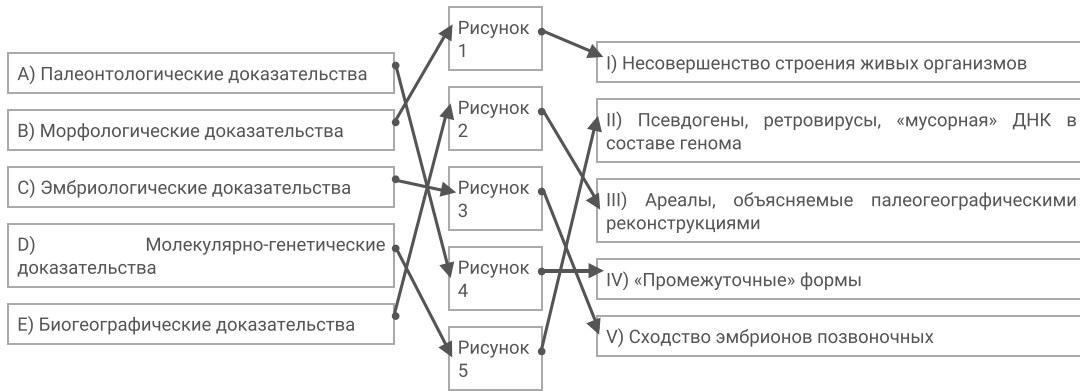 A) Палеонтологические доказательства
B) Морфологические доказательства
C) Эмбриологические доказательства
D) Молекулярно-генетические
доказательства
E) Биогеографические доказательства
Рисунок
1
Рисунок
2
Рисунок
3
Рисунок
4
Рисунок
5
I) Несовершенство строения живых организмов
II) Псевдогены, ретровирусы, «мусорная» ДНК в
составе генома
III) Ареалы, объясняемые палеогеографическими
реконструкциями
IV) «Промежуточные» формы
V) Сходство эмбрионов позвоночных